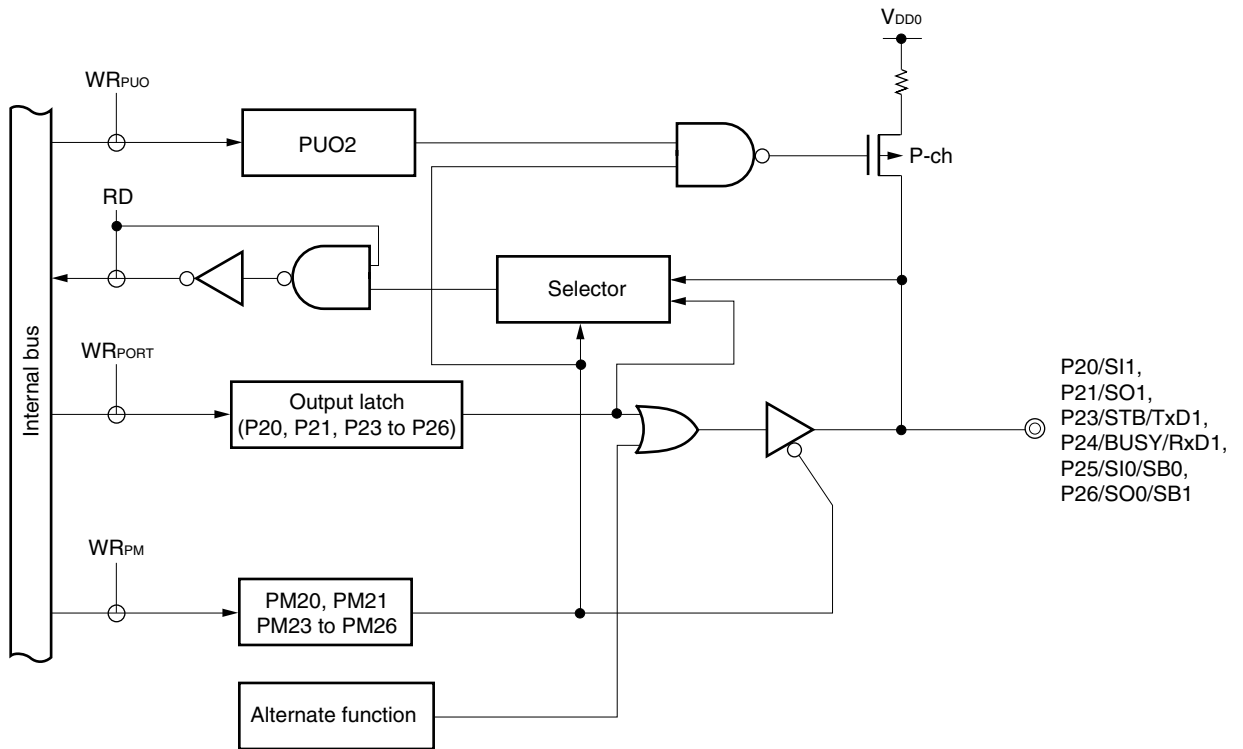 VDD0
WRPUO
PUO2
P-ch
RD
Selector
Internal bus
WRPORT
Output latch
(P20, P21, P23 to P26)
P20/SI1,
P21/SO1,
P23/STB/TxD1,
P24/BUSY/RxD1,
P25/SI0/SB0,
P26/SO0/SB1
WRPM
PM20, PM21
PM23 to PM26
Alternate function